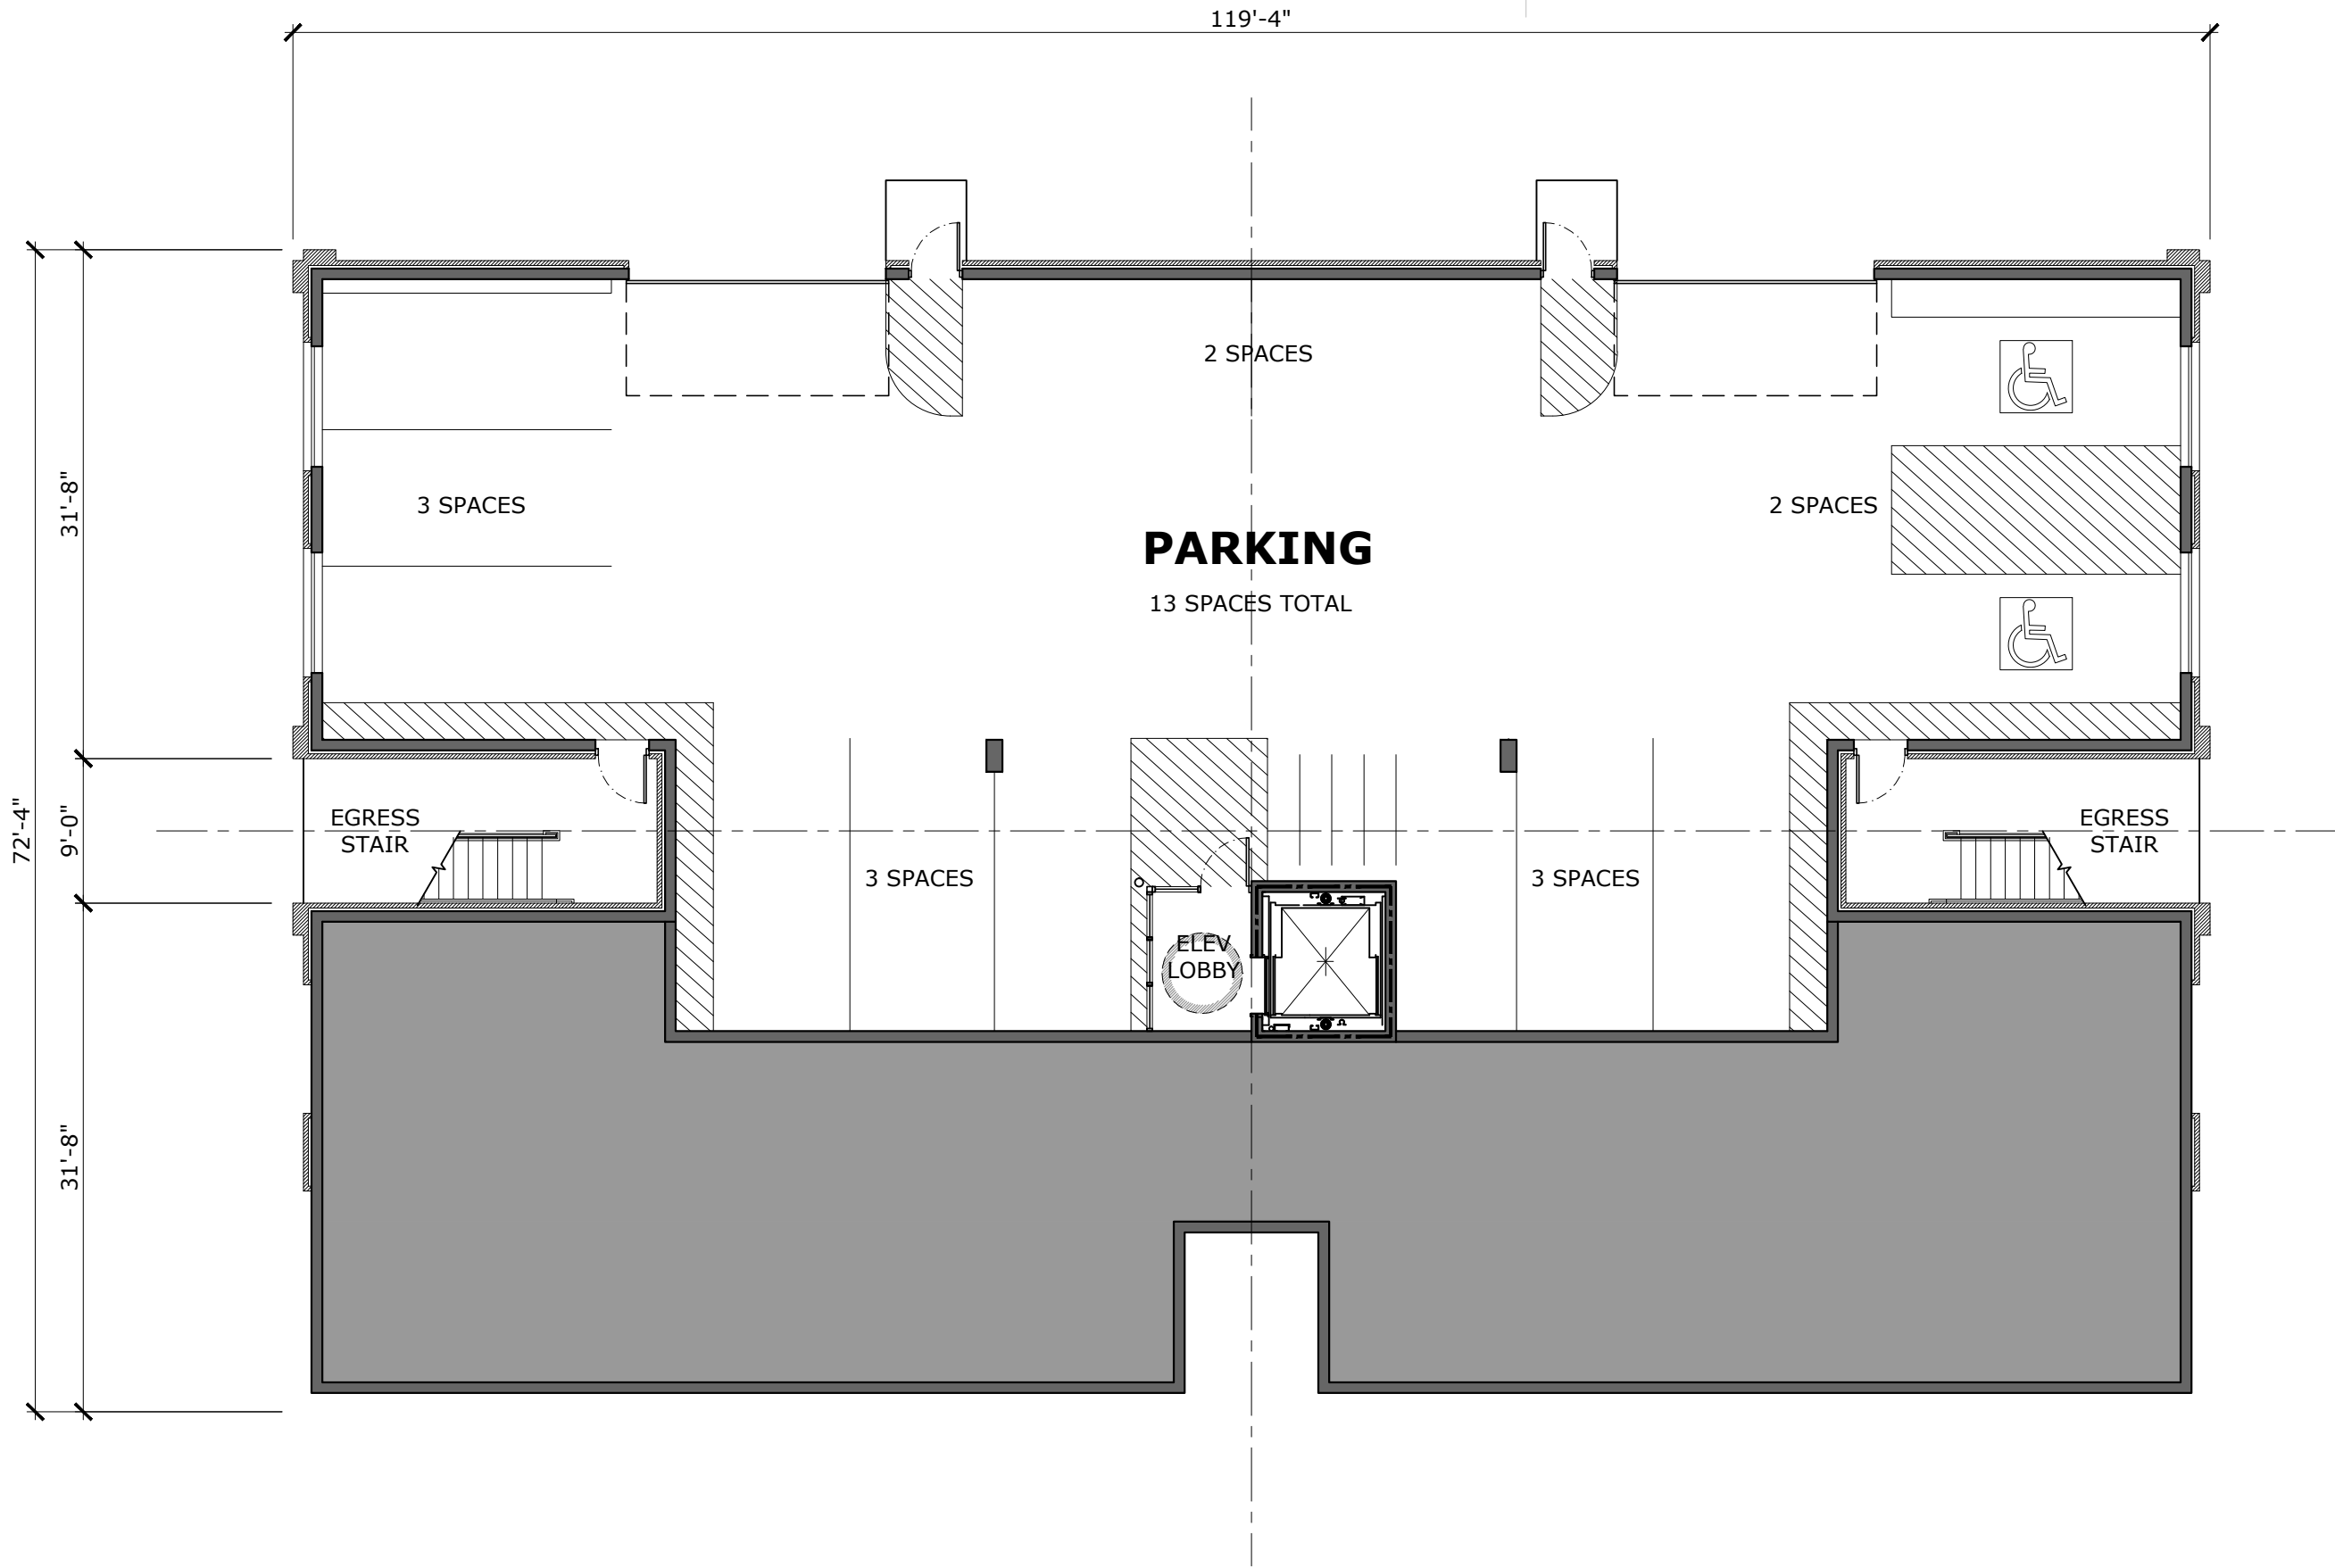 119'-4"
2 SPACES
31'-8"
3 SPACES
2 SPACES
PARKING
13 SPACES TOTAL
72'-4"
9'-0"
EGRESS
STAIR
EGRESS
STAIR
3 SPACES
3 SPACES
ELEV
LOBBY
31'-8"